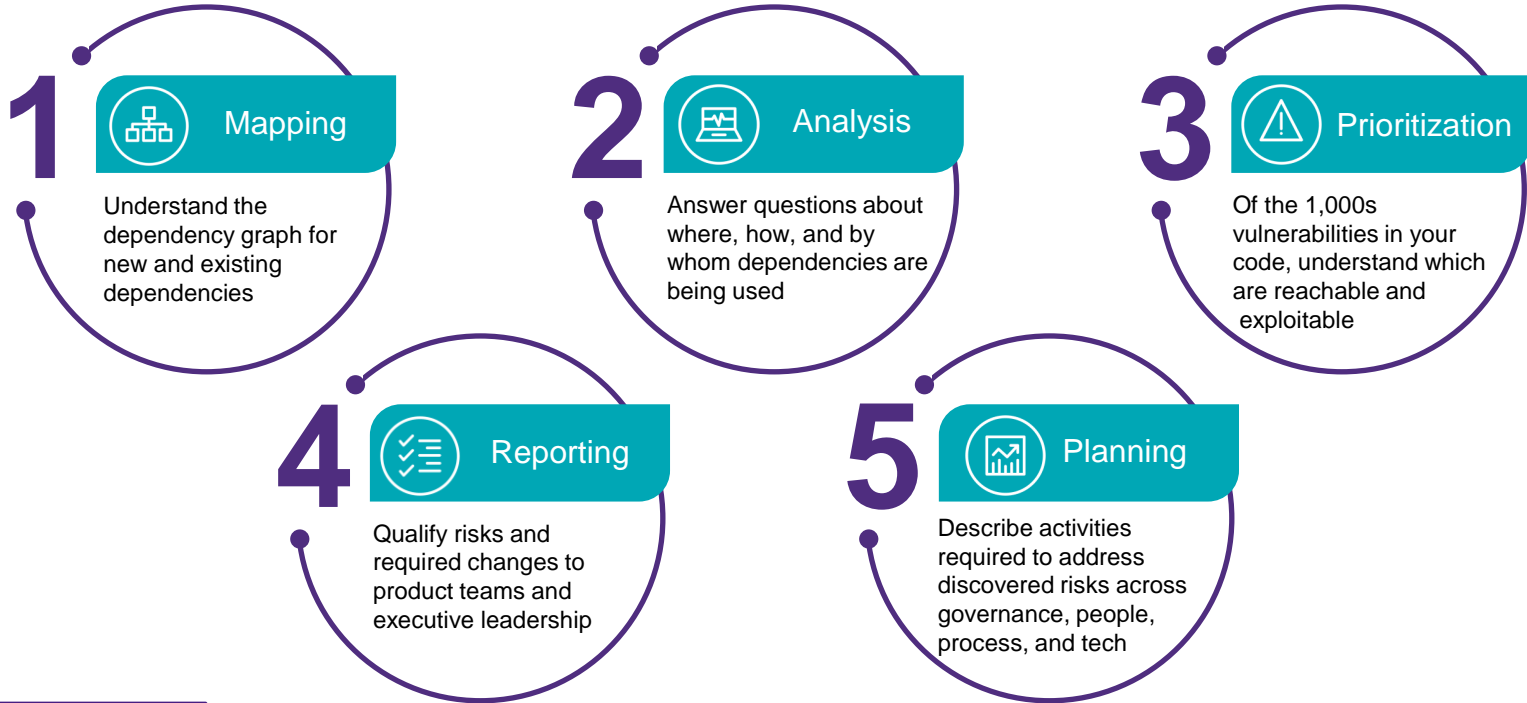 1
Mapping
Understand the
dependency graph for
new and existing
dependencies
2
Analysis
Answer questions about
where, how, and by
whom dependencies are
being used
3
Prioritization
Of the 1,000s
vulnerabilities in your
code, understand which
are reachable and
exploitable
4
Reporting
Qualify risks and
required changes to
product teams and
executive leadership
5
Planning
Describe activities
required to address
discovered risks across
governance, people,
process, and tech